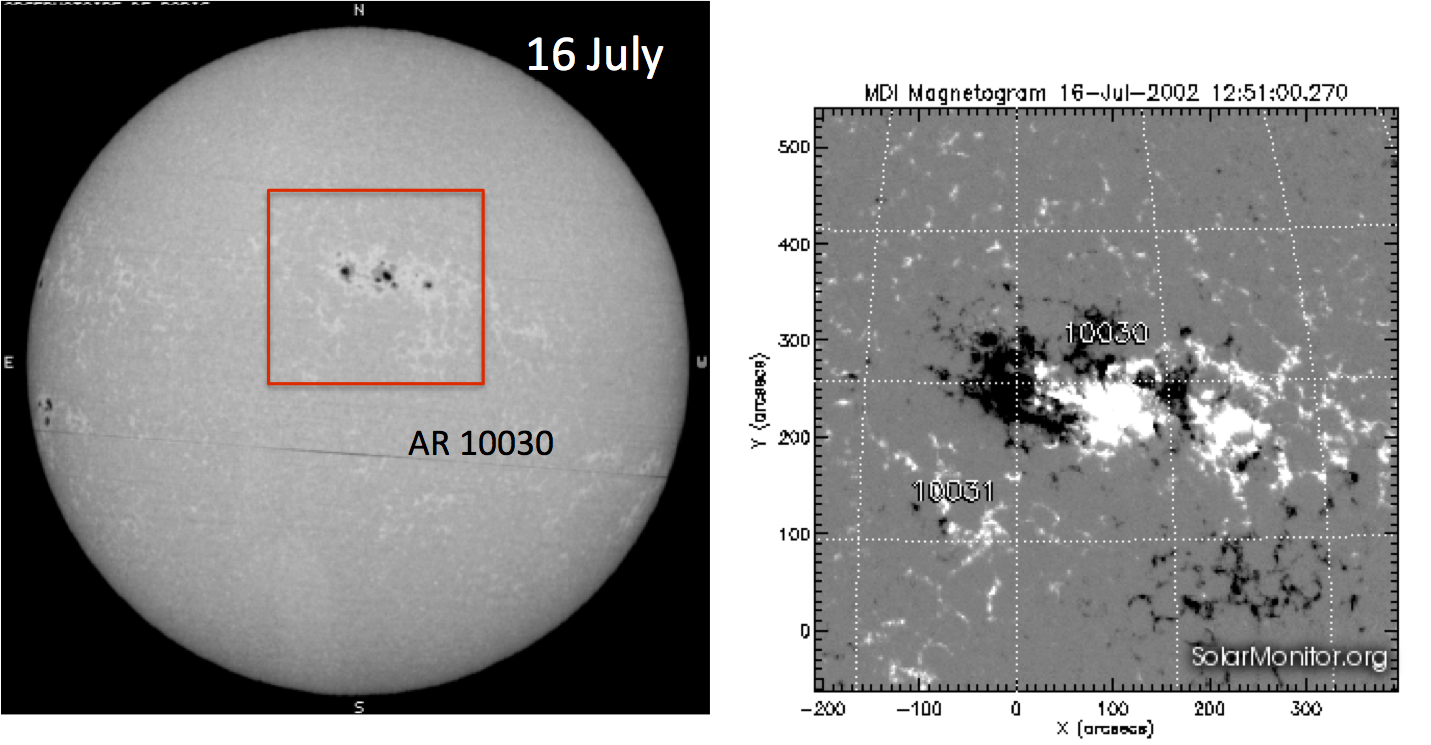 N
16 July
E
W
AR 10030
S
MDI Magnetogram 16-Jul-2002 12:51:00.270
500
400
300
200
100
0
Y (arcsecs)
10030
10031
SolarMonitor.org
-200 -100 0 100 200 300
X (arcsecs)